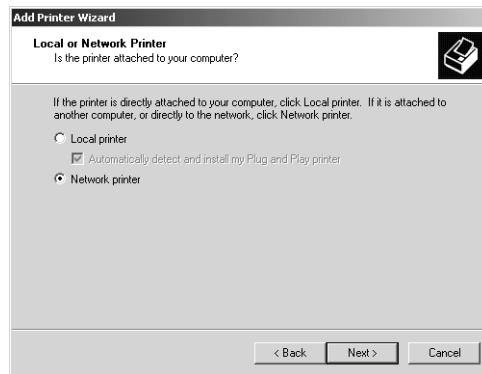 Add Printer Wizard
Local or Network Printer
Is the printer attached to your computer?
If the printer is directly attached to your computer, click Local printer. If it is attached to
another computer, or directly to the network, click Network printer.
Local printer
Automatically detect and install my Plug and Play printer
Network printer
< Back
Next >
Cancel